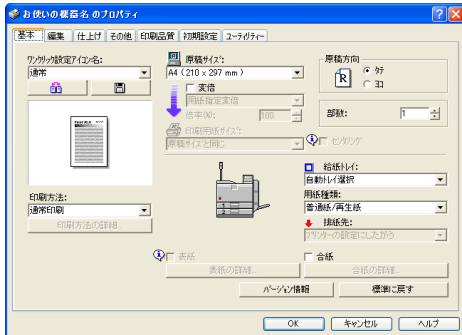 お使いの機器名 のプロパティ
基本 編集 仕上げ その他 印刷品質 初期設定 ユーティリティー
ワンクリック設定アイコン名:
通常
原稿サイズ:
A4 (210 x 297 mm)
変倍
用紙指定変倍
倍率(%): 100
印刷用紙サイズ:
原稿サイズと同じ
原稿方向
R
タテ
ヨコ
部数: 1
センタリング
印刷方法:
通常印刷
印刷方法の詳細...
1
2
給紙トレイ:
自動トレイ選択
用紙種類:
普通紙/再生紙
排紙先:
プリンターの設定にしたがう
表紙
表紙の詳細...
合紙
合紙の詳細...
バージョン情報
標準に戻す
OK キャンセル ヘルプ